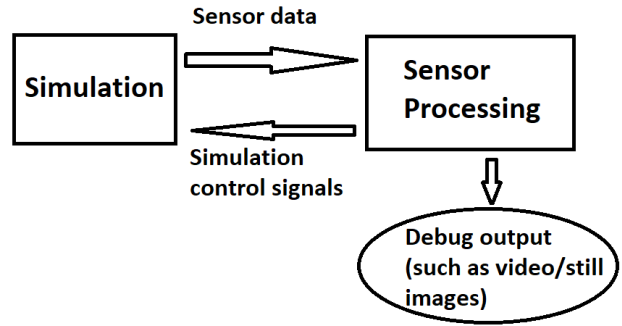 Sensor data
Simulation
Sensor
Processing
Simulation
control signals
Debug output
(such as video/still
images)